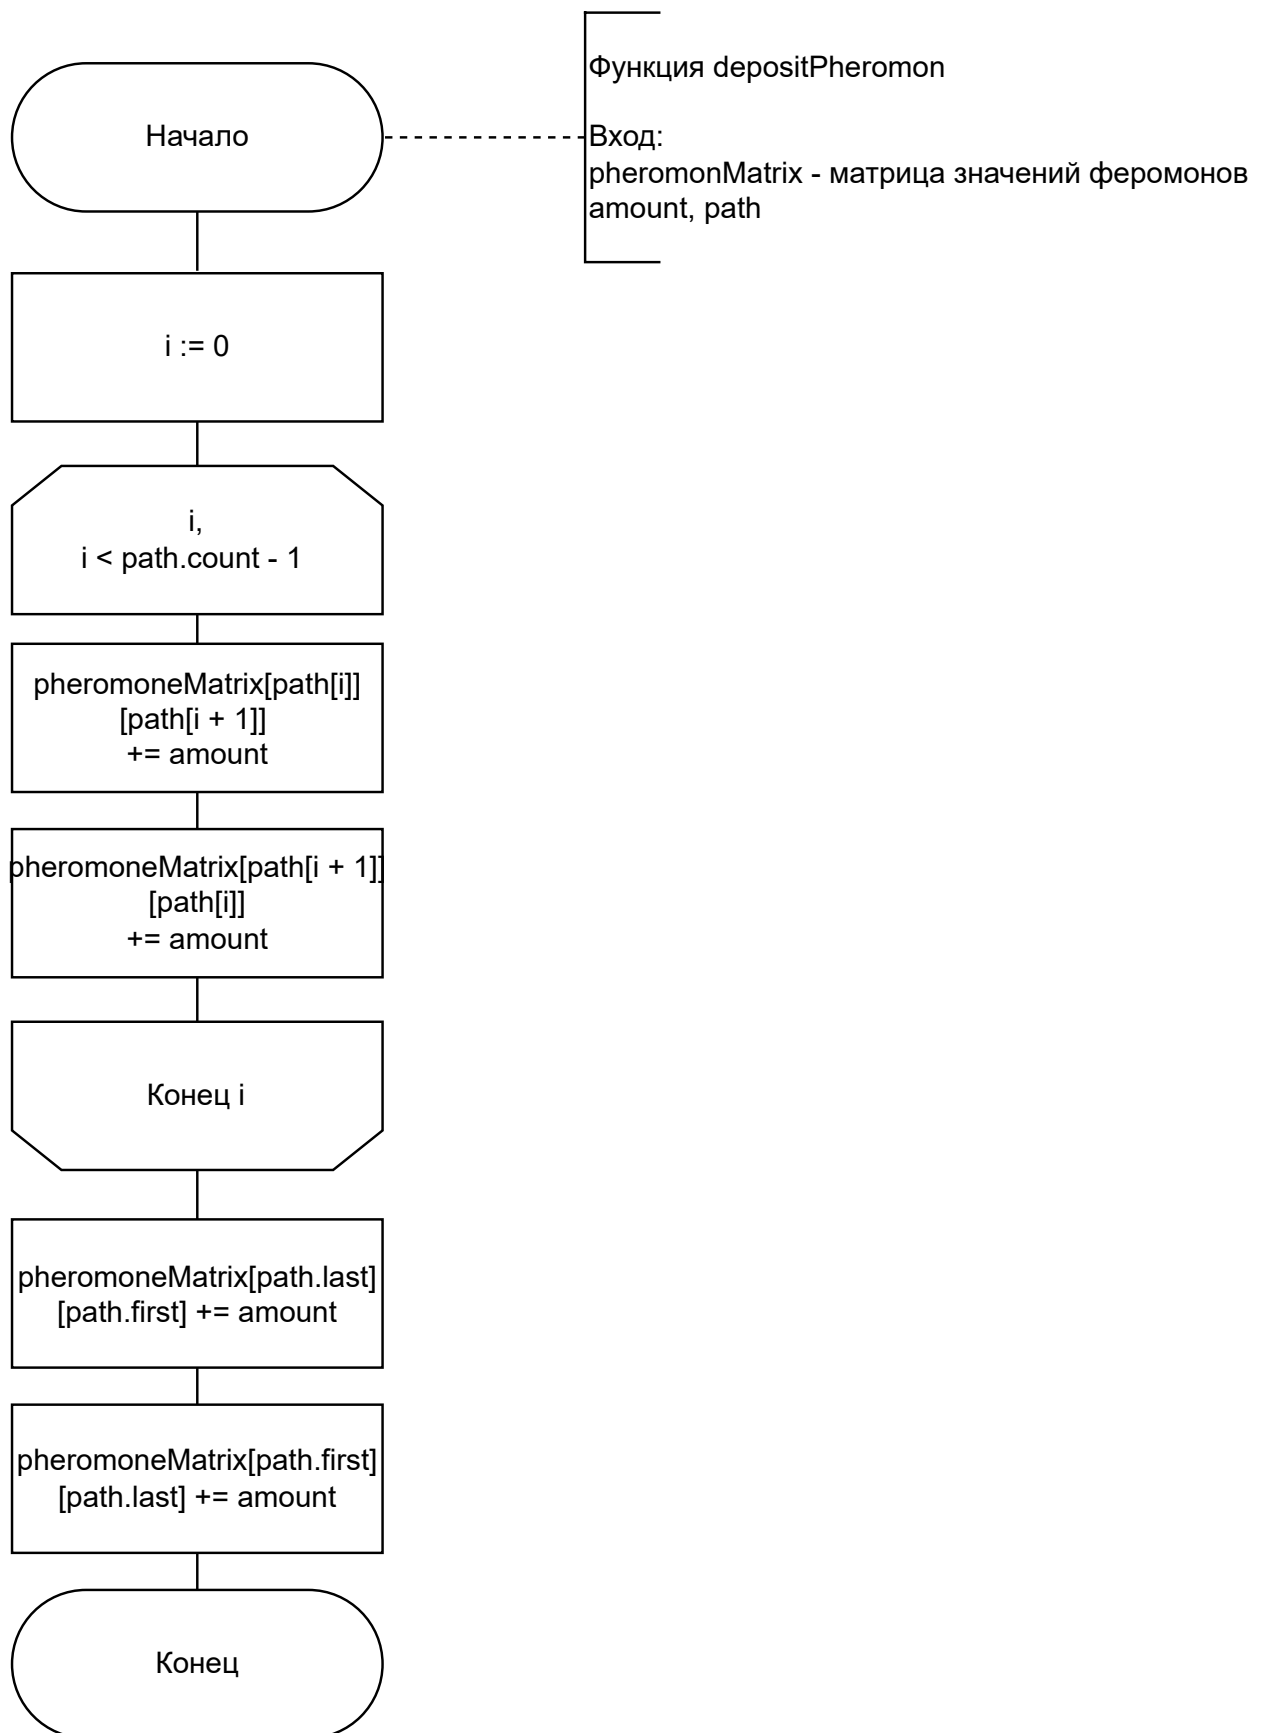 Начало
Функция depositPheromon
Вход:
pheromonMatrix - матрица значений феромонов
amount, path
i := 0
i,
i < path.count - 1
pheromoneMatrix[path[i]]
[path[i + 1]]
+= amount
pheromoneMatrix[path[i + 1]]
[path[i]]
+= amount
Конец i
pheromoneMatrix[path.last]
[path.first] += amount
pheromoneMatrix[path.first]
[path.last] += amount
Конец